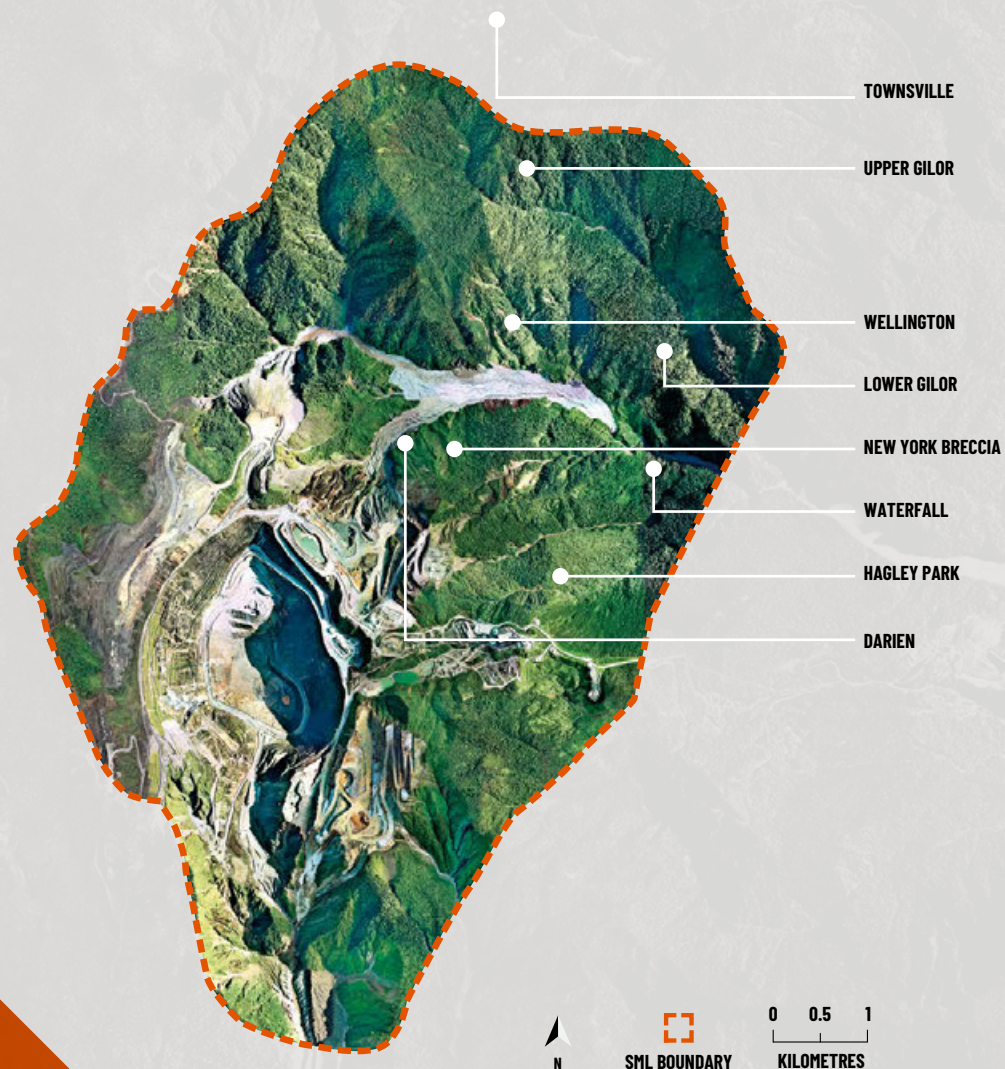 TOWNSVILLE
UPPER GILOR
WELLINGTON
LOWER GILOR
NEW YORK BRECCIA
WATERFALL
HAGLEY PARK
DARIEN
0 0.5 1
N SML BOUNDARY KILOMETRES